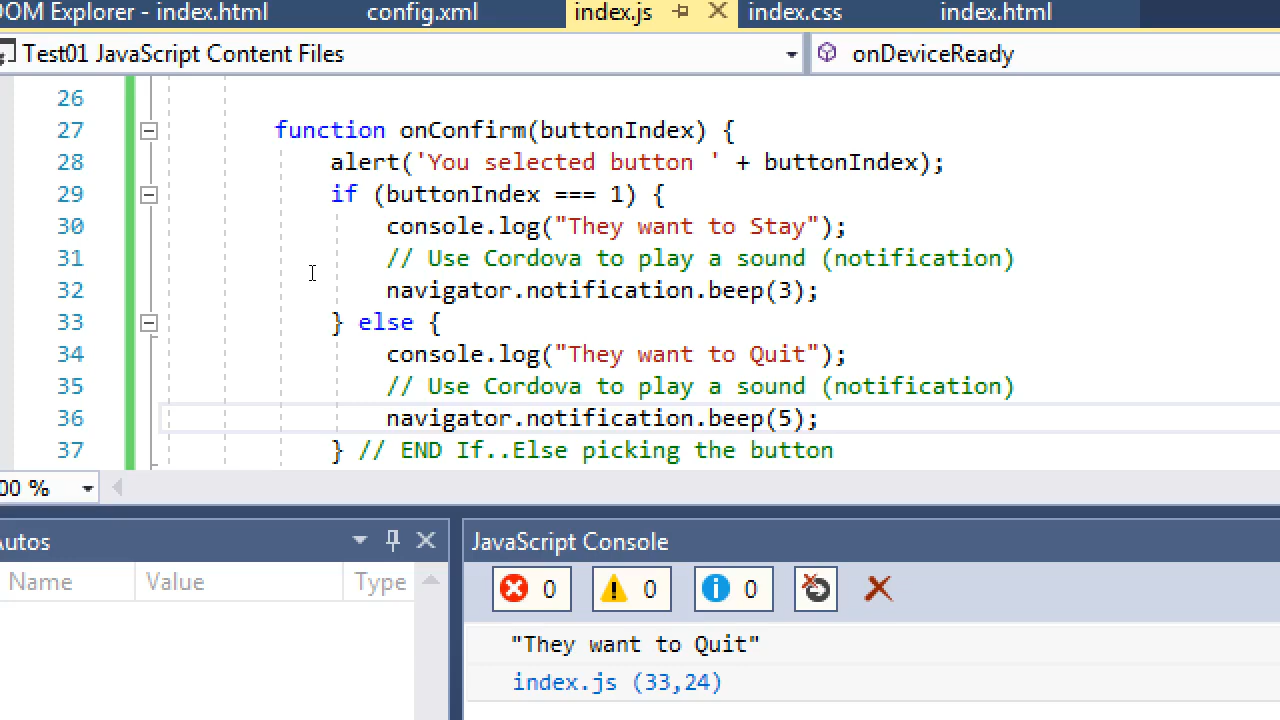 DOM Explorer - index.html config.xml index.js index.css index.html
Test01 JavaScript Content Files onDeviceReady
26
27 function onConfirm(buttonIndex) {
28 alert('You selected button ' + buttonIndex);
29 if (buttonIndex === 1) {
30 console.log("They want to Stay");
31 // Use Cordova to play a sound (notification)
32 navigator.notification.beep(3);
33 } else {
34 console.log("They want to Quit");
35 // Use Cordova to play a sound (notification)
36 navigator.notification.beep(5);
37 } // END If..Else picking the button
00 %
Autos JavaScript Console
Name Value Type 0 0 0
"They want to Quit"
index.js (33,24)